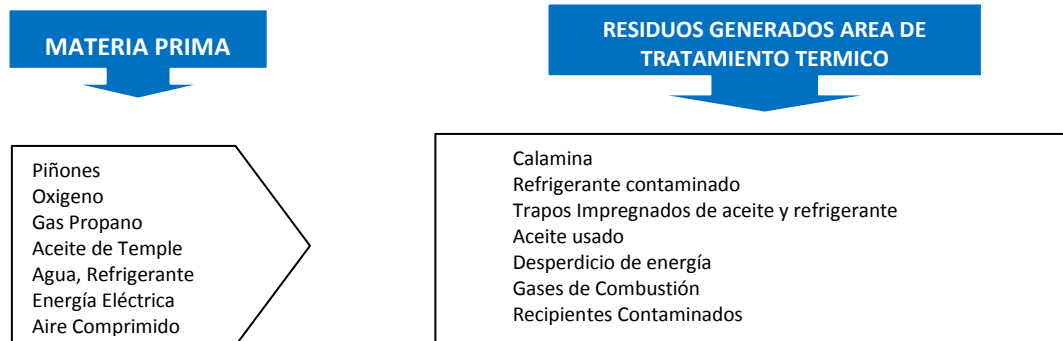 MATERIA PRIMA
Piñones
Oxigeno
Gas Propano
Aceite de Temple
Agua, Refrigerante
Energía Eléctrica
Aire Comprimido
RESIDUOS GENERADOS AREA DE
TRATAMIENTO TERMICO
Calamina
Refrigerante contaminado
Trapos Impregnados de aceite y refrigerante
Aceite usado
Desperdicio de energía
Gases de Combustión
Recipientes Contaminados